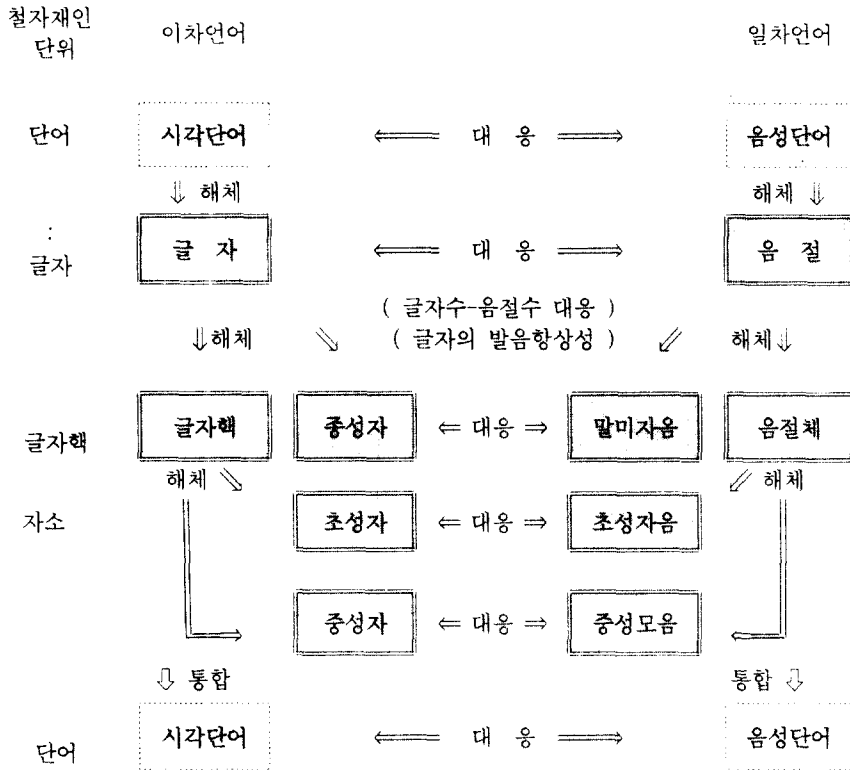 철자재인 단위 이차언어 일차언어
단어 시각단어 ⟸ 대 응 ⟹ 음성단어
⇓ 해체 해체 ⇓
:
글자 글 자 ⟸ 대 응 ⟹ 음 절
( 글자수-음절수 대응 )
⇓해체 ⇘ ( 글자의 발음항상성 ) ⇙ 해체⇓
글자핵 글자핵 종성자 ⇐ 대응 ⇒ 말미자음 음절체
해체 ⇘ ⇙ 해체
자소 초성자 ⇐ 대응 ⇒ 초성자음
중성자 ⇐ 대응 ⇒ 중성모음
⇩ 통합 통합 ⇩
단어 시각단어 ⟸ 대 응 ⟹ 음성단어